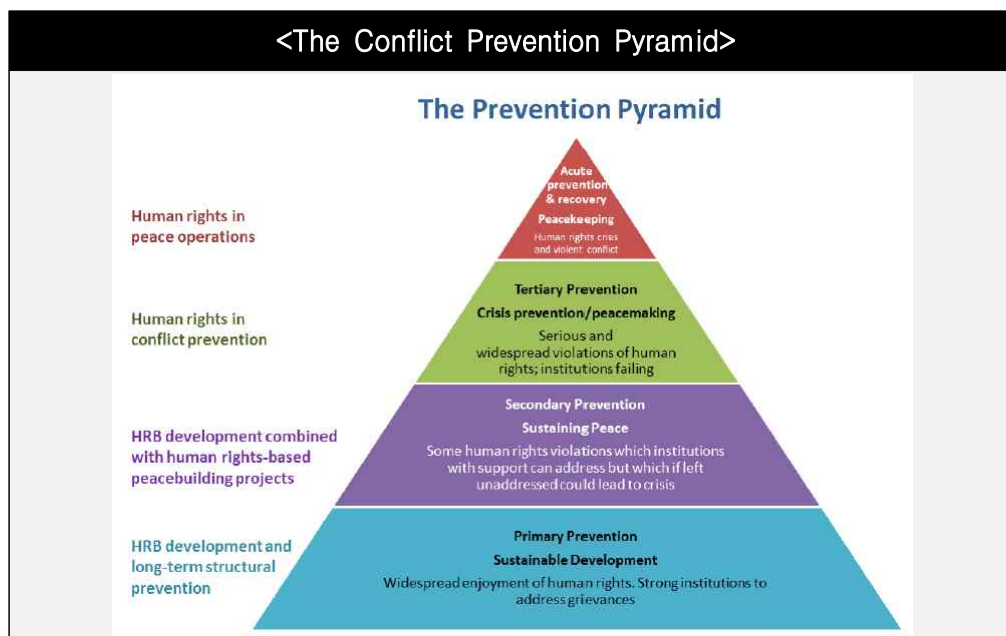 <The Conflict Prevention Pyramid>
The Prevention Pyramid
Human rights in
peace operations
Acute
prevention
& recovery
Peacekeeping
Human rights crisis
and violent conflict
Human rights in
conflict prevention
Tertiary Prevention
Crisis prevention/peacemaking
Serious and
widespread violations of human
rights; institutions failing
HRB development combined
with human rights-based
peacebuilding projects
Secondary Prevention
Sustaining Peace
Some human rights violations which institutions
with support can address but which if left
unaddressed could lead to crisis
HRB development and
long-term structural
prevention
Primary Prevention
Sustainable Development
Widespread enjoyment of human rights. Strong institutions to
address grievances